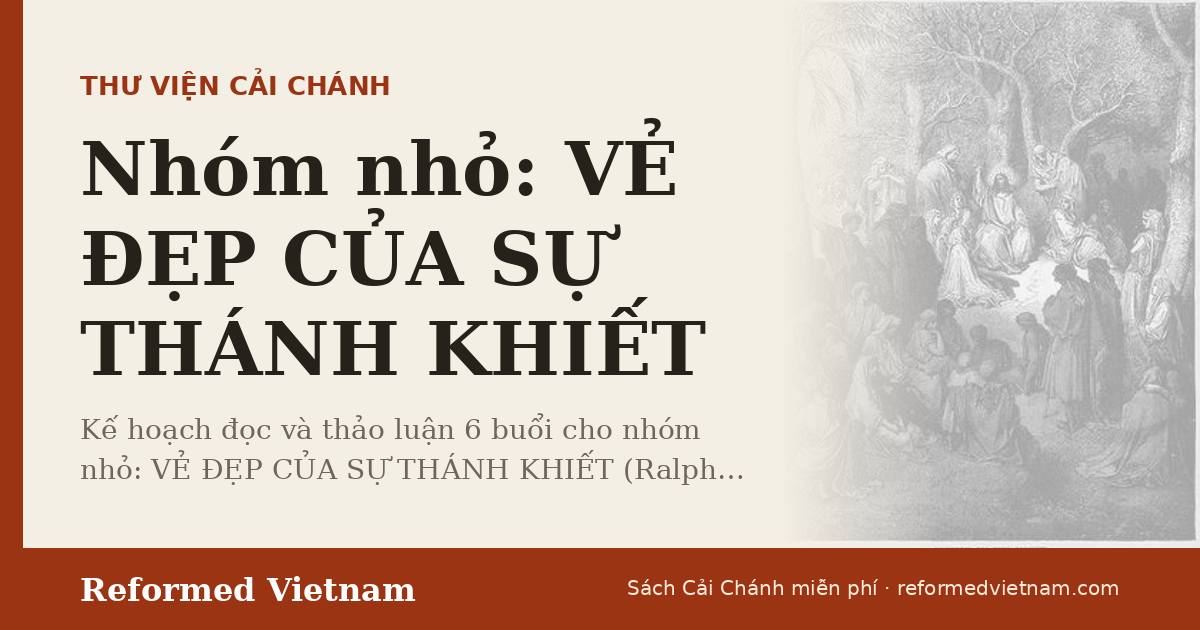 THƯ VIỆN CẢI CHÁNH
Nhóm nhỏ: VẺ
ĐẸP CỦA SỰ
THÁNH KHIẾT
Kế hoạch đọc và thảo luận 6 buổi cho nhóm
nhỏ: VẺ ĐẸP CỦA SỰ THÁNH KHIẾT (Ralph…
Reformed Vietnam
Sách Cải Chánh miễn phí · reformedvietnam.com